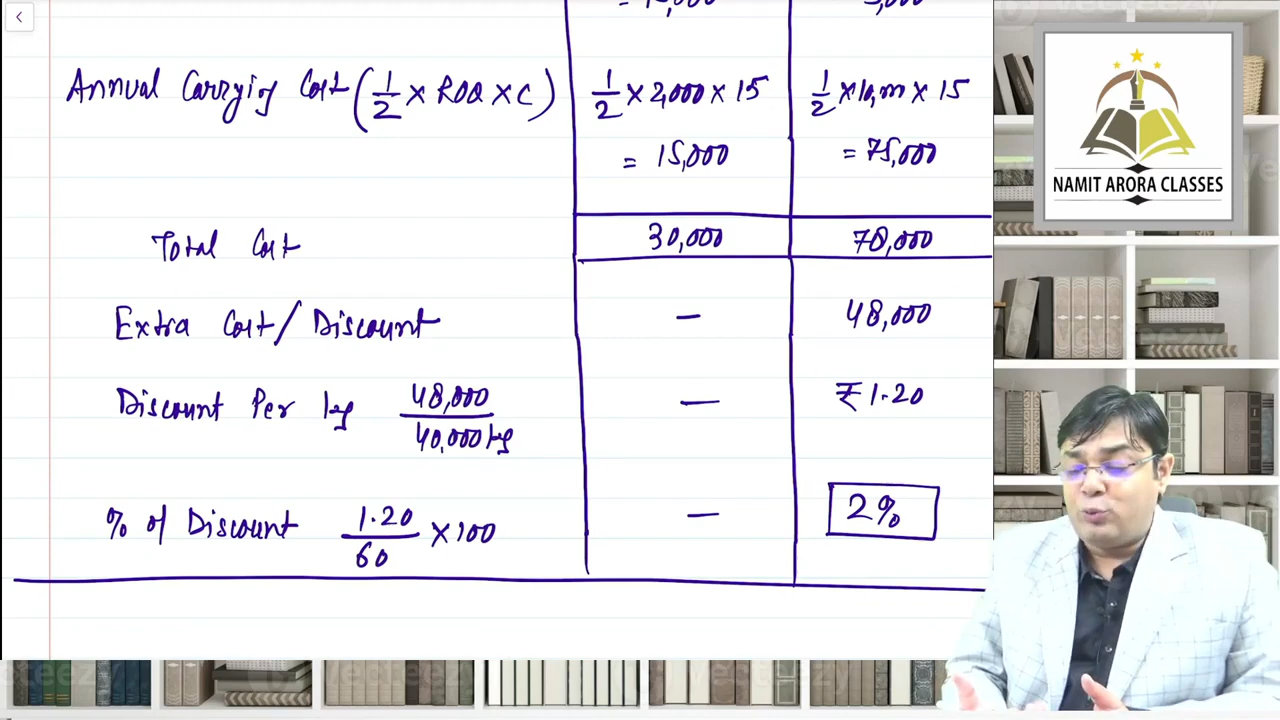 Annual Carrying Cost (1/2 × ROQ × C) 1/2 × 2,000 × 15 1/2 × 10,000 × 15
= 15,000 = 75,000
Total Cost 30,000 78,000
Extra Cost/Discount — 48,000
Discount Per kg 48,000/40,000 kg — ₹1.20
% of Discount 1.20/60 × 100 — 2%
NAMIT ARORA CLASSES